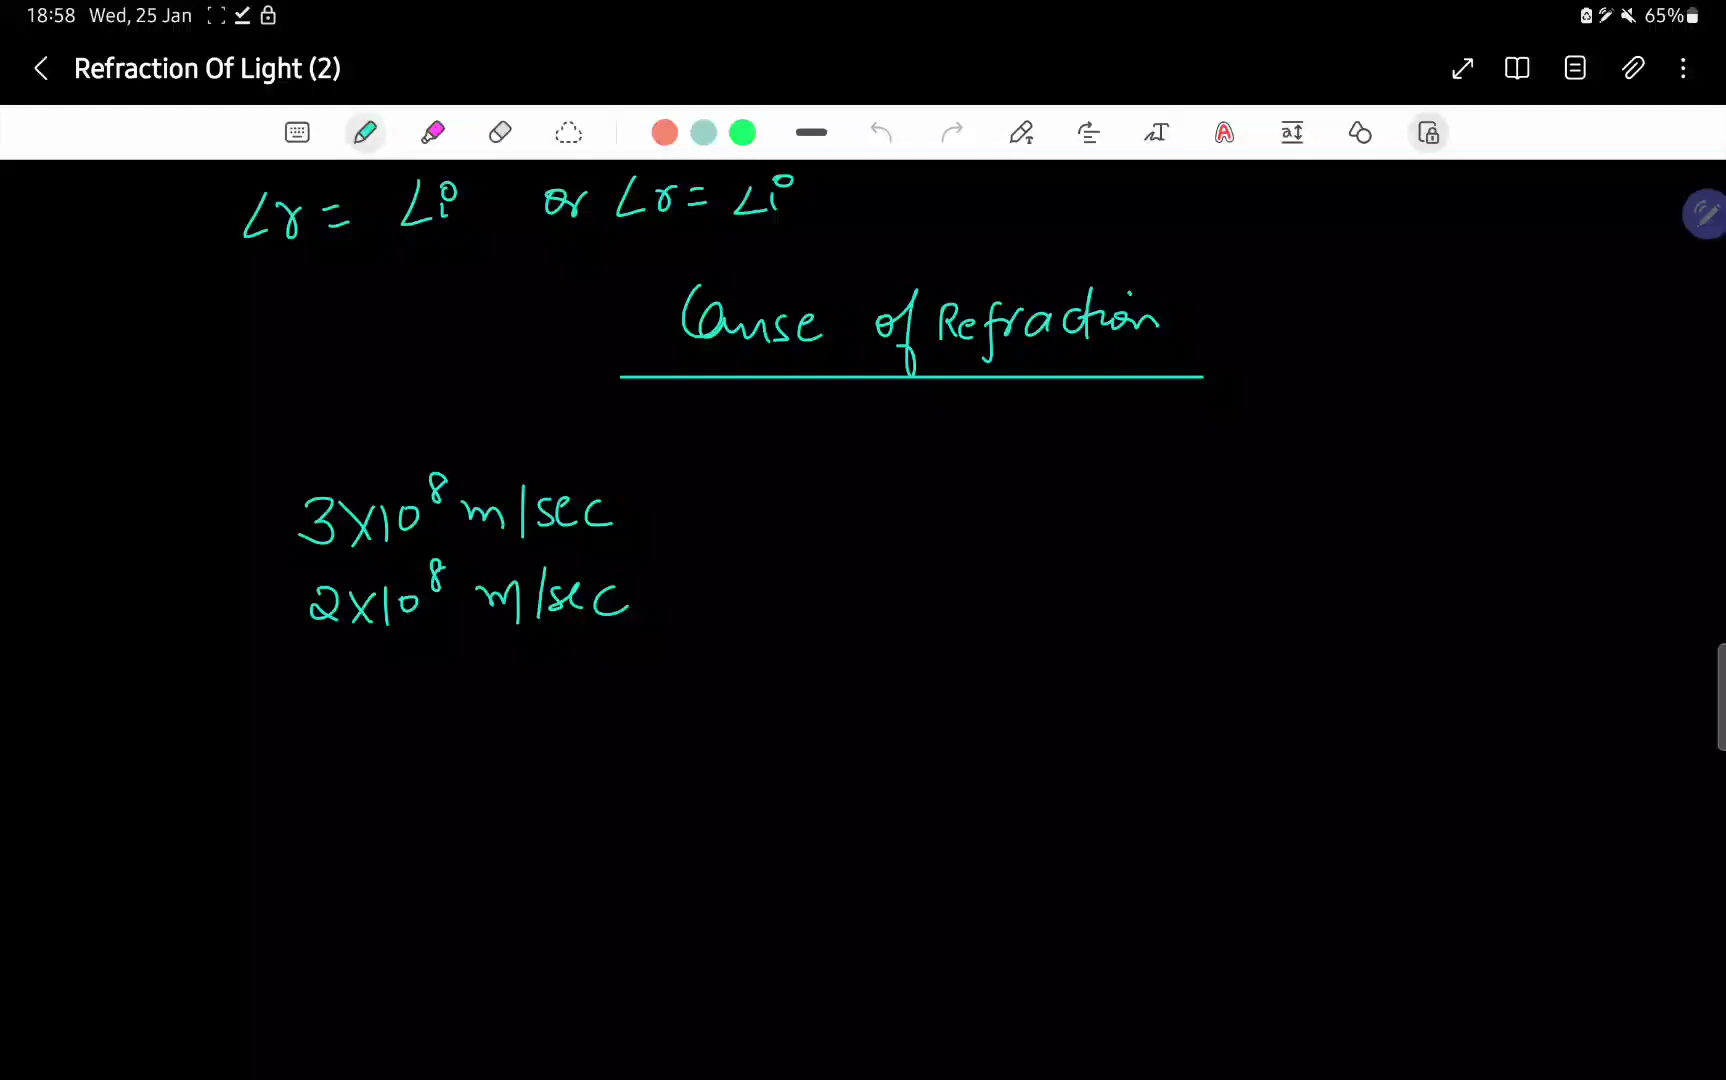 18:58 Wed, 25 Jan 65%
Refraction Of Light (2)
∠r = ∠i or ∠r = ∠i
Cause of Refraction
3×10⁸ m/sec
2×10⁸ m/sec